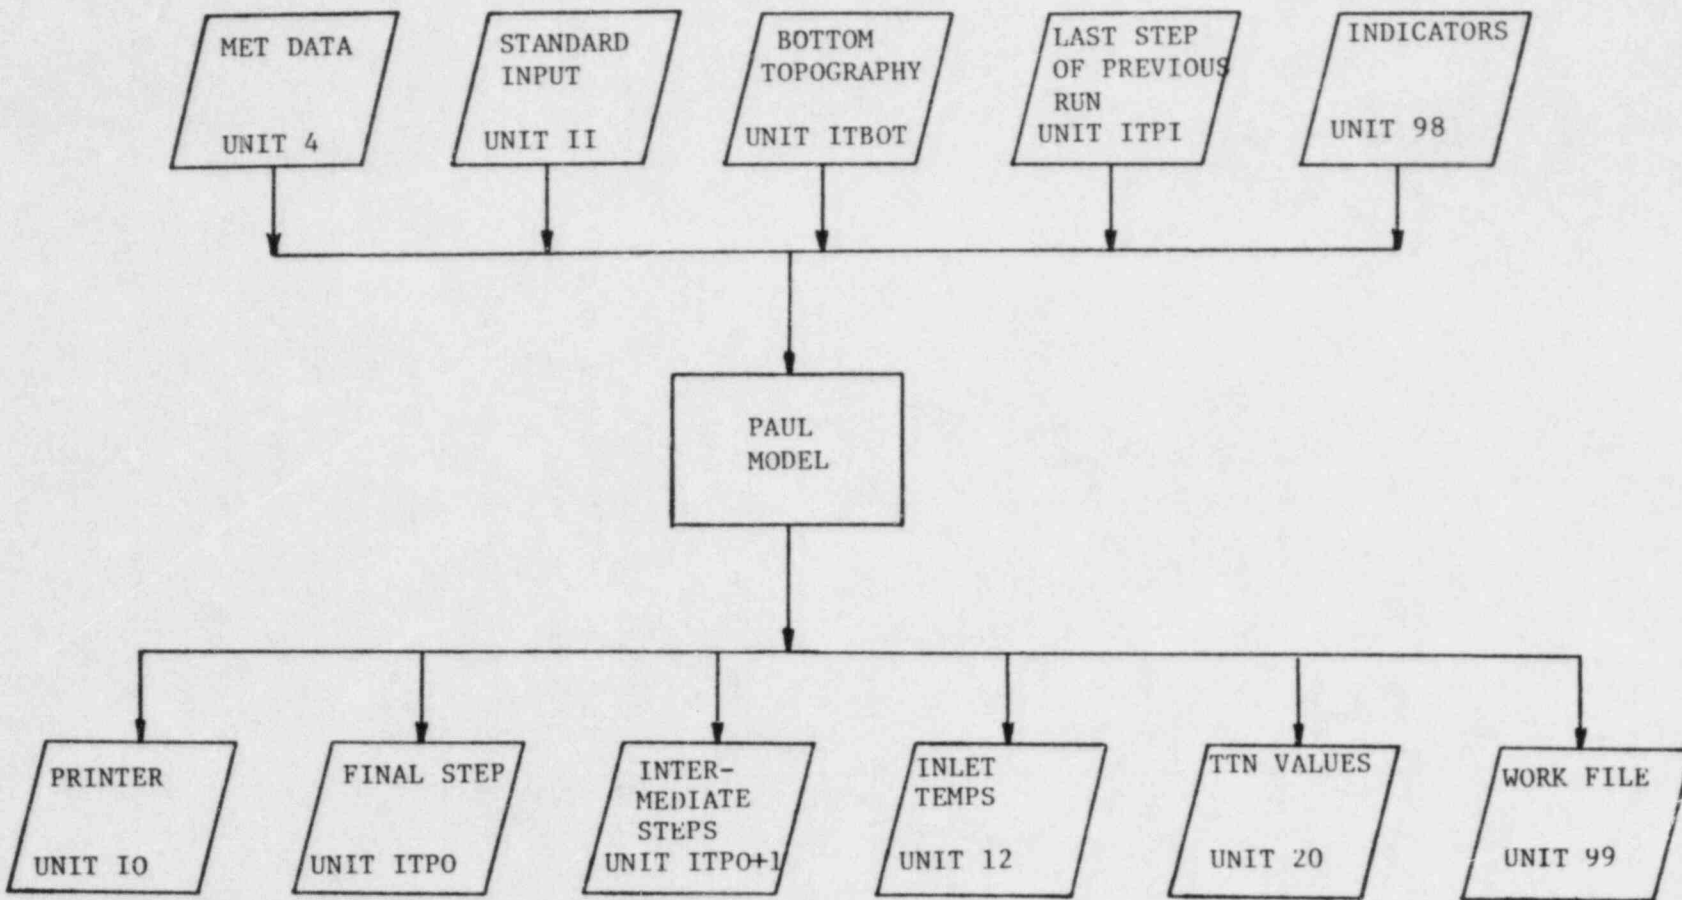 MET DATA
UNIT 4
STANDARD
INPUT
UNIT II
BOTTOM
TOPOGRAPHY
UNIT ITBOT
LAST STEP
OF PREVIOUS
RUN
UNIT ITPI
INDICATORS
UNIT 98
PAUL
MODEL
PRINTER
UNIT IO
FINAL STEP
UNIT ITPO
INTER-
MEDIATE
STEPS
UNIT ITPO+1
INLET
TEMPS
UNIT 12
TTN VALUES
UNIT 20
WORK FILE
UNIT 99